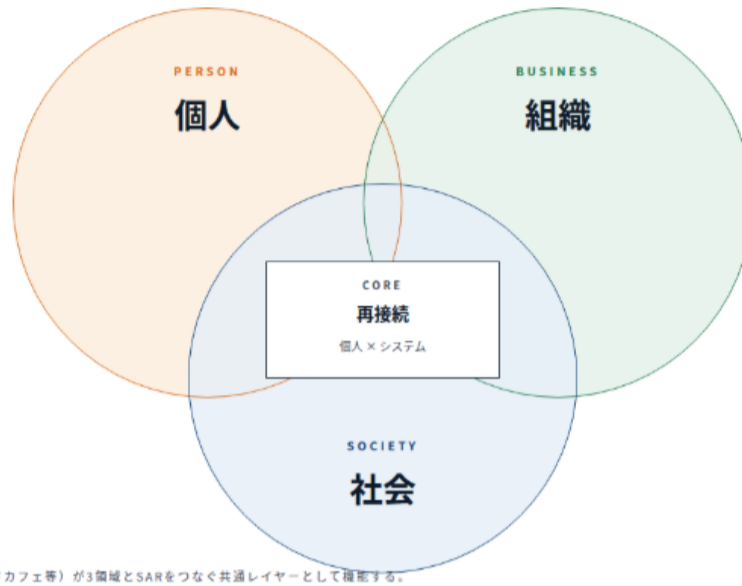 PERSON
個人
BUSINESS
組織
CORE
再接続
個人 × システム
SOCIETY
社会
カフェ等）が3領域とSARをつなぐ共通レイヤーとして機能する。